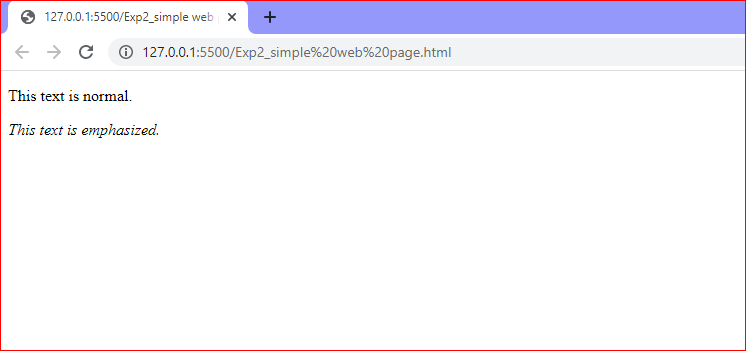 127.0.0.1:5500/Exp2_simple web
127.0.0.1:5500/Exp2_simple%20web%20page.html
This text is normal.
This text is emphasized.